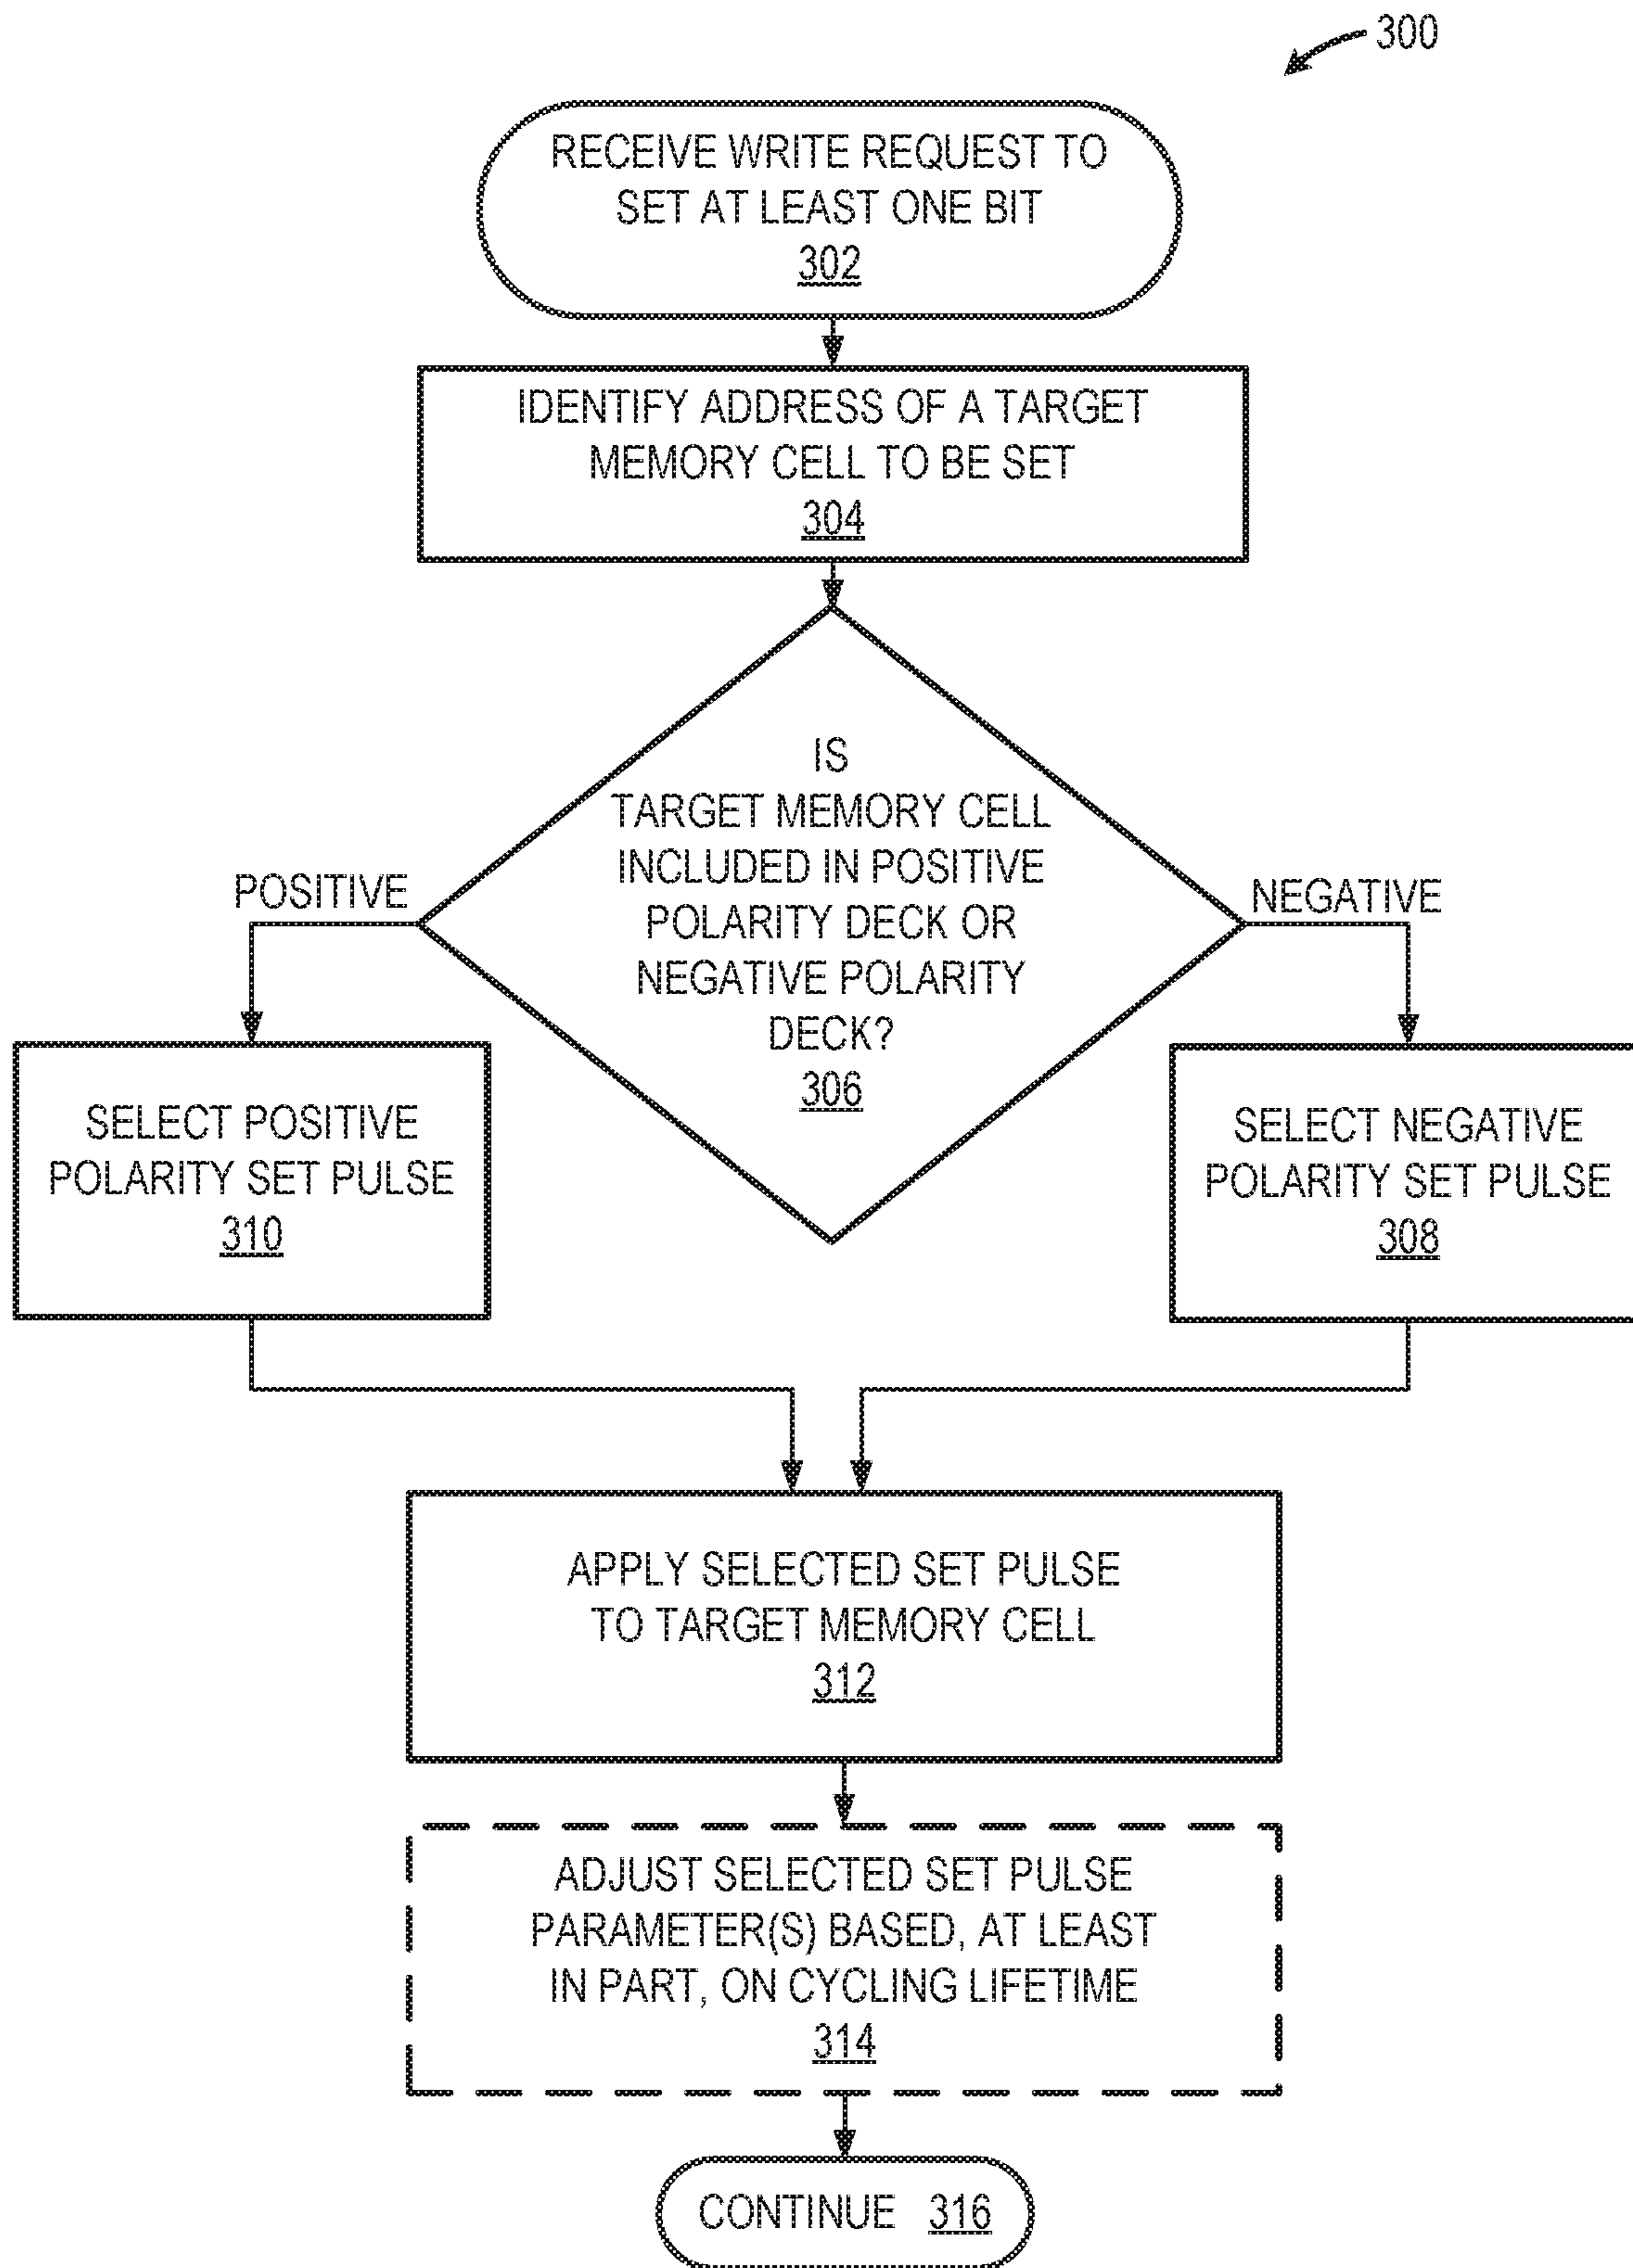 300
RECEIVE WRITE REQUEST TO
SET AT LEAST ONE BIT
302
IDENTIFY ADDRESS OF A TARGET
MEMORY CELL TO BE SET
304
IS
TARGET MEMORY CELL
INCLUDED IN POSITIVE
POLARITY DECK OR
NEGATIVE POLARITY
DECK?
306
POSITIVE
NEGATIVE
SELECT POSITIVE
POLARITY SET PULSE
310
SELECT NEGATIVE
POLARITY SET PULSE
308
APPLY SELECTED SET PULSE
TO TARGET MEMORY CELL
312
ADJUST SELECTED SET PULSE
PARAMETER(S) BASED, AT LEAST
IN PART, ON CYCLING LIFETIME
314
CONTINUE 316